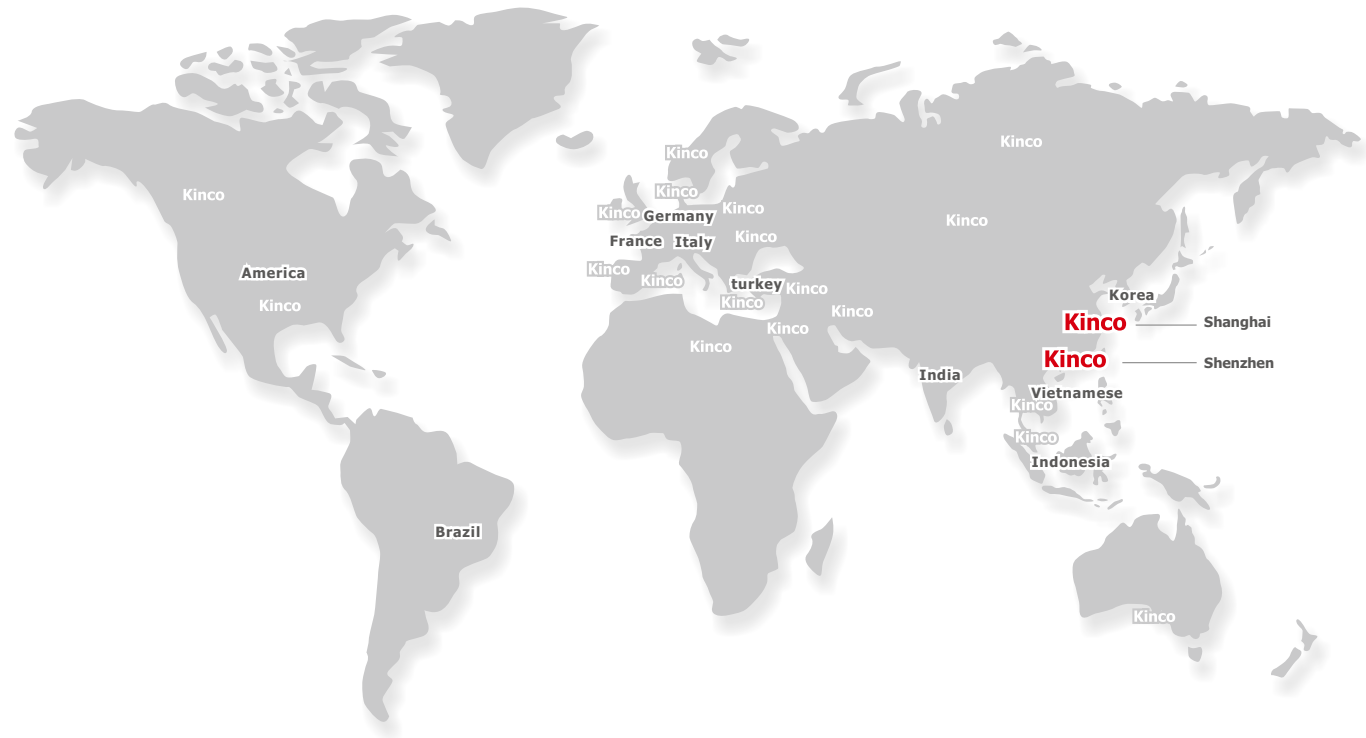 Kinco
Kinco
Kinco
Kinco
Kinco
Kinco
Kinco
Germany
Kinco
France
Italy
Kinco
Kinco
America
Kinco
turkey
Kinco
Korea
Kinco
Kinco
Kinco
Kinco
Shanghai
Kinco
Kinco
Kinco
Shenzhen
India
Vietnamese
Kinco
Kinco
Indonesia
Brazil
Kinco